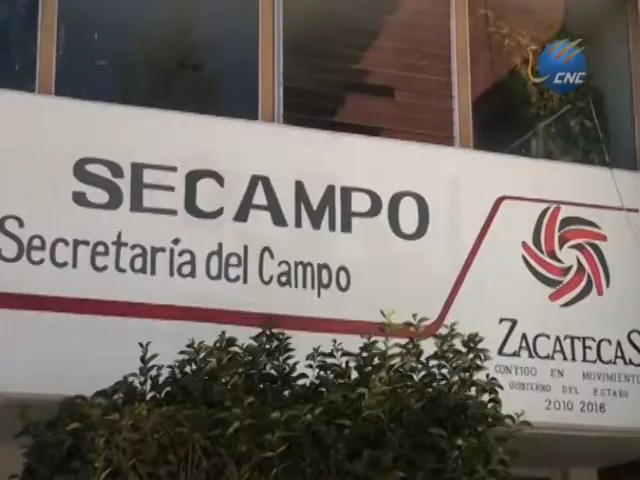 CNC
SECAMPO
Secretaría del Campo
ZACATECAS
CONTIGO EN MOVIMIENTO
GOBIERNO DEL ESTADO
2010 2016